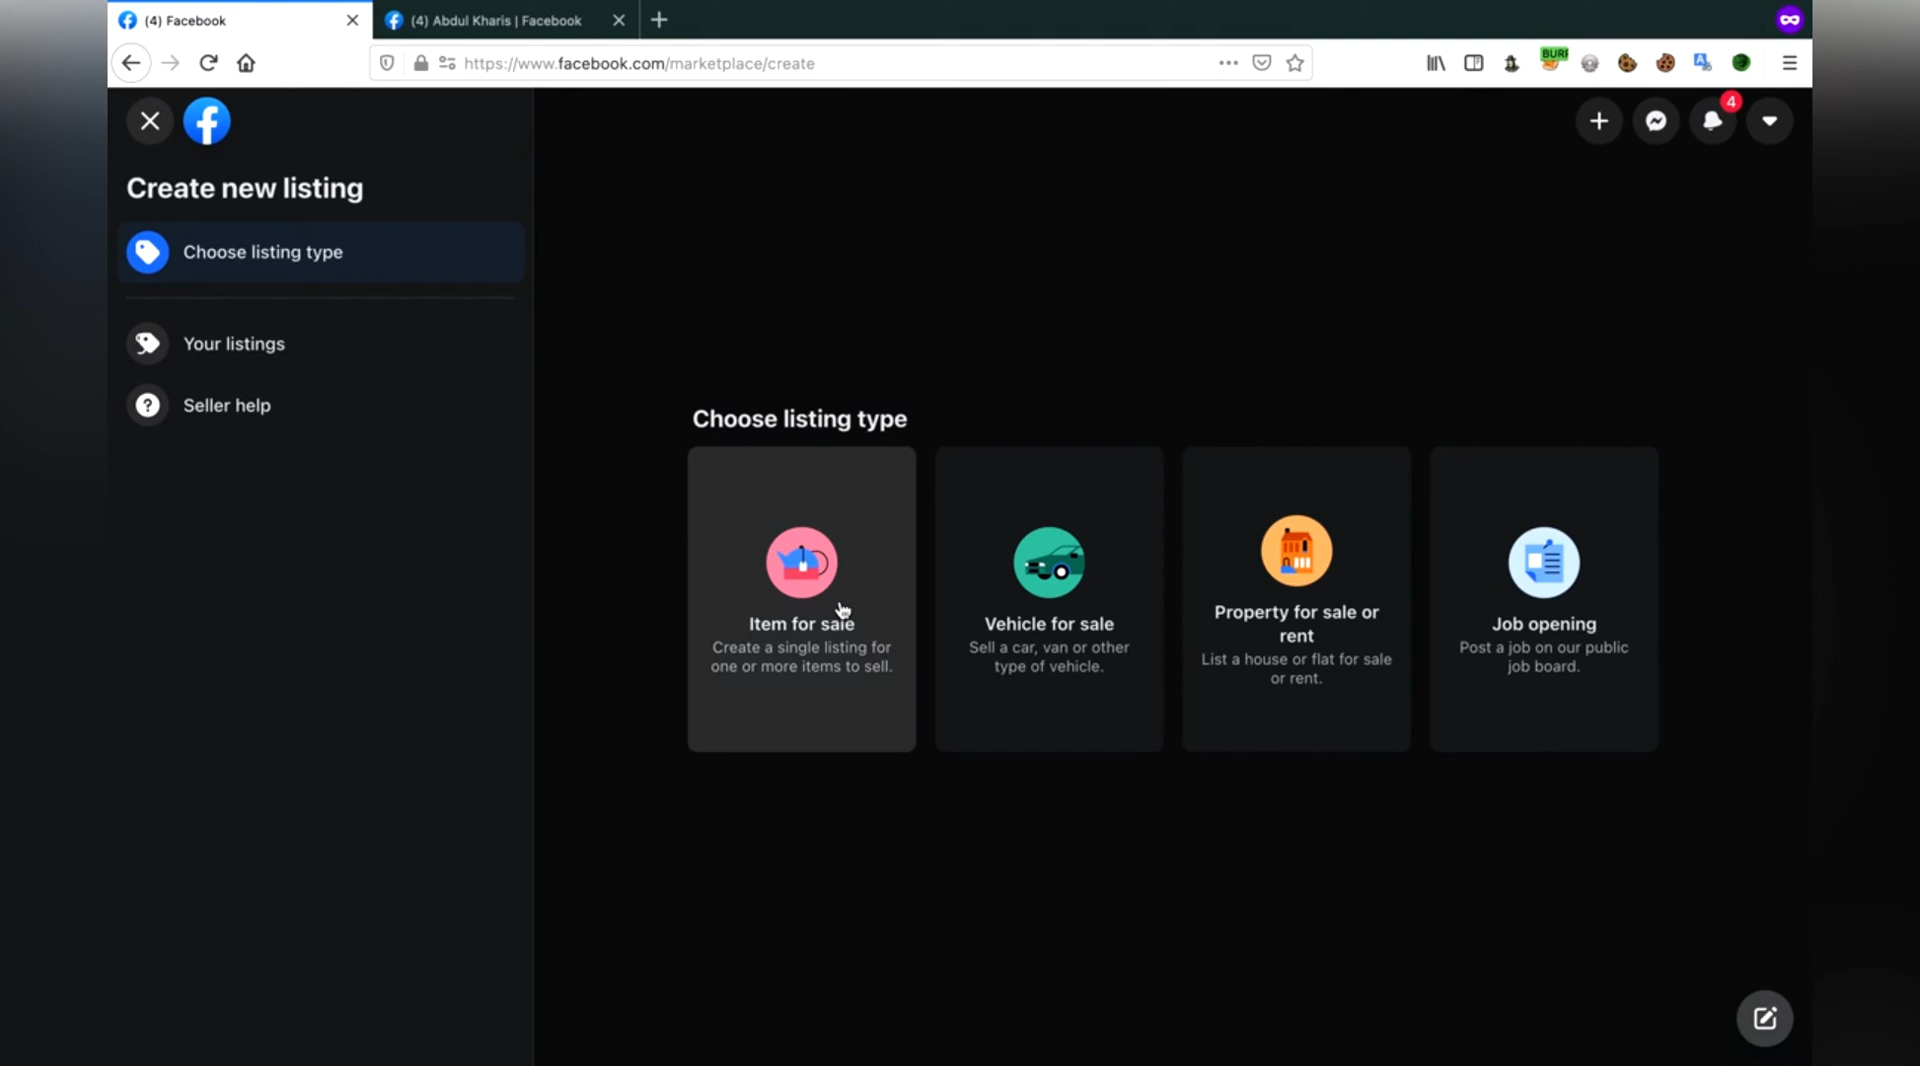 (4) Facebook
(4) Abdul Kharis | Facebook
https://www.facebook.com/marketplace/create
BURP
4
Create new listing
Choose listing type
Your listings
Seller help
Choose listing type
Item for sale
Create a single listing for
one or more items to sell.
Vehicle for sale
Sell a car, van or other
type of vehicle.
Property for sale or
rent
List a house or flat for sale
or rent.
Job opening
Post a job on our public
job board.